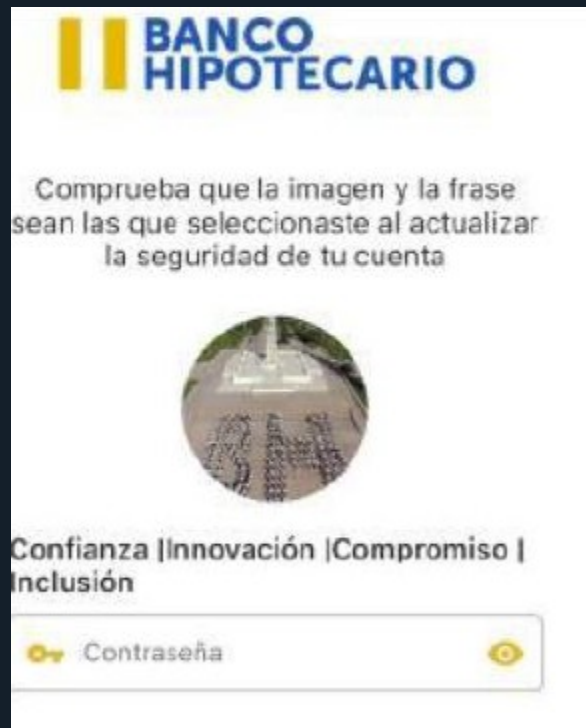 BANCO
HIPOTECARIO
Comprueba que la imagen y la frase
sean las que seleccionaste al actualizar
la seguridad de tu cuenta
BH
Confianza |Innovación |Compromiso |
Inclusión
Contraseña